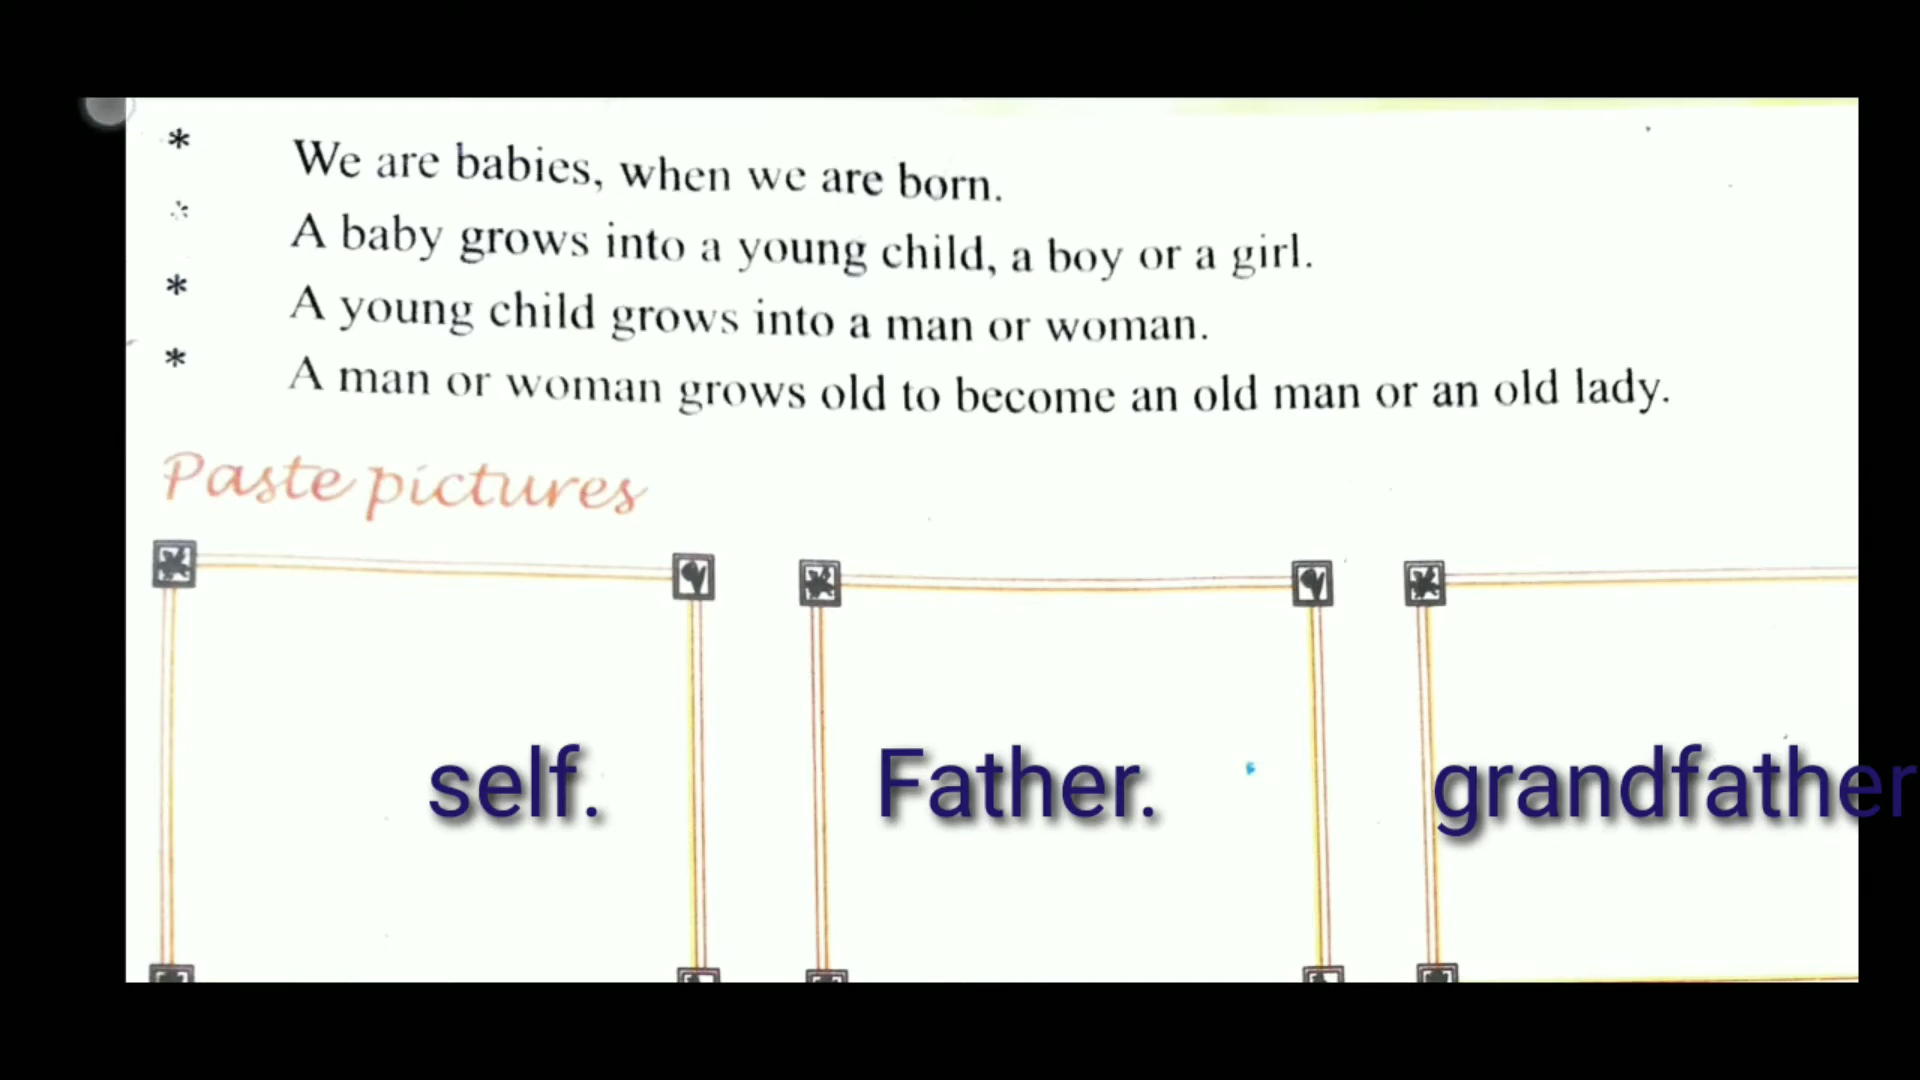 * We are babies, when we are born.
* A baby grows into a young child, a boy or a girl.
* A young child grows into a man or woman.
* A man or woman grows old to become an old man or an old lady.
Paste pictures
self. Father. grandfather